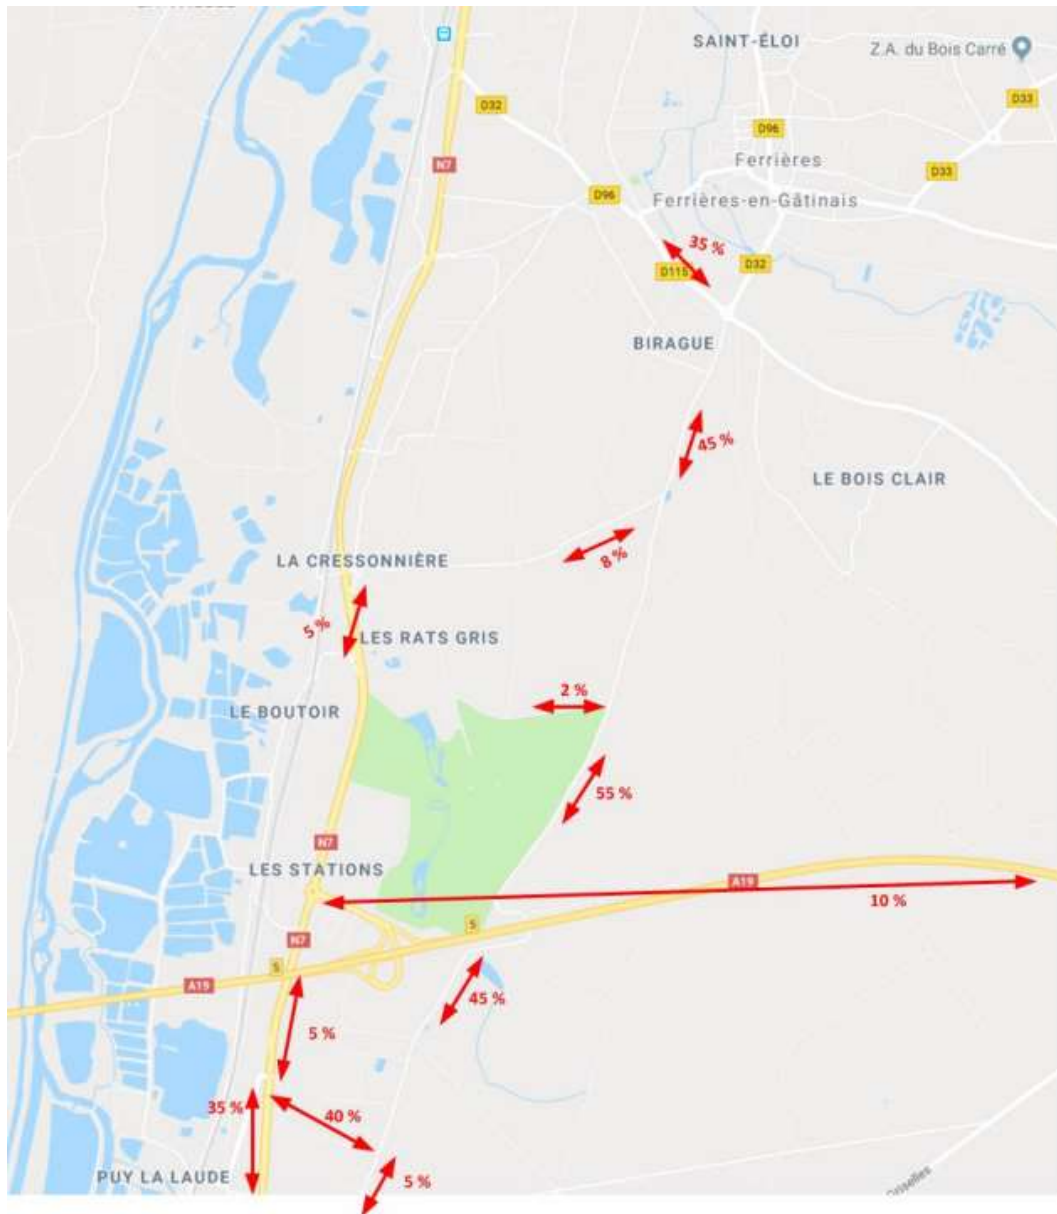 SAINT-ÉLOI
Z.A. du Bois Carré
D32
D33
D96
N7
Ferrières
D33
D96
Ferrières-en-Gâtinais
35 %
D115
D32
BIRAGUE
45 %
LE BOIS CLAIR
8 %
LA CRESSONNIÈRE
5 %
LES RATS GRIS
2 %
LE BOUTOIR
55 %
N7
LES STATIONS
A19
10 %
5
N7
5
A19
45 %
5 %
35 %
40 %
PUY LA LAUDE
5 %
Griselles